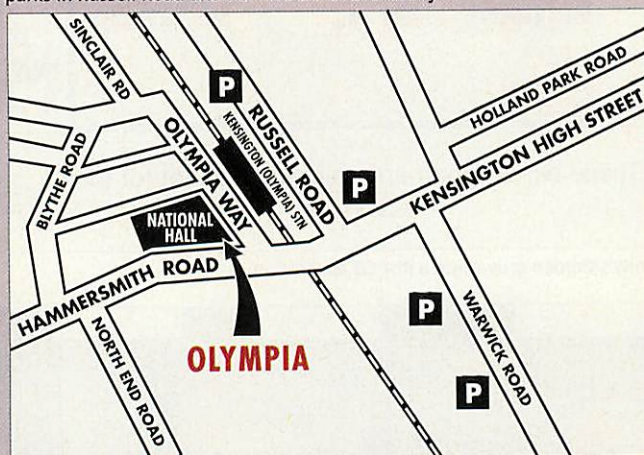 SINCLAIR RD
P
RUSSELL ROAD
HOLLAND PARK ROAD
KENSINGTON HIGH STREET
BLYTHE ROAD
OLYMPIA WAY
KENSINGTON (OLYMPIA) STN
P
NATIONAL
HALL
HAMMERSMITH ROAD
P
WARWICK ROAD
NORTH END ROAD
OLYMPIA
P